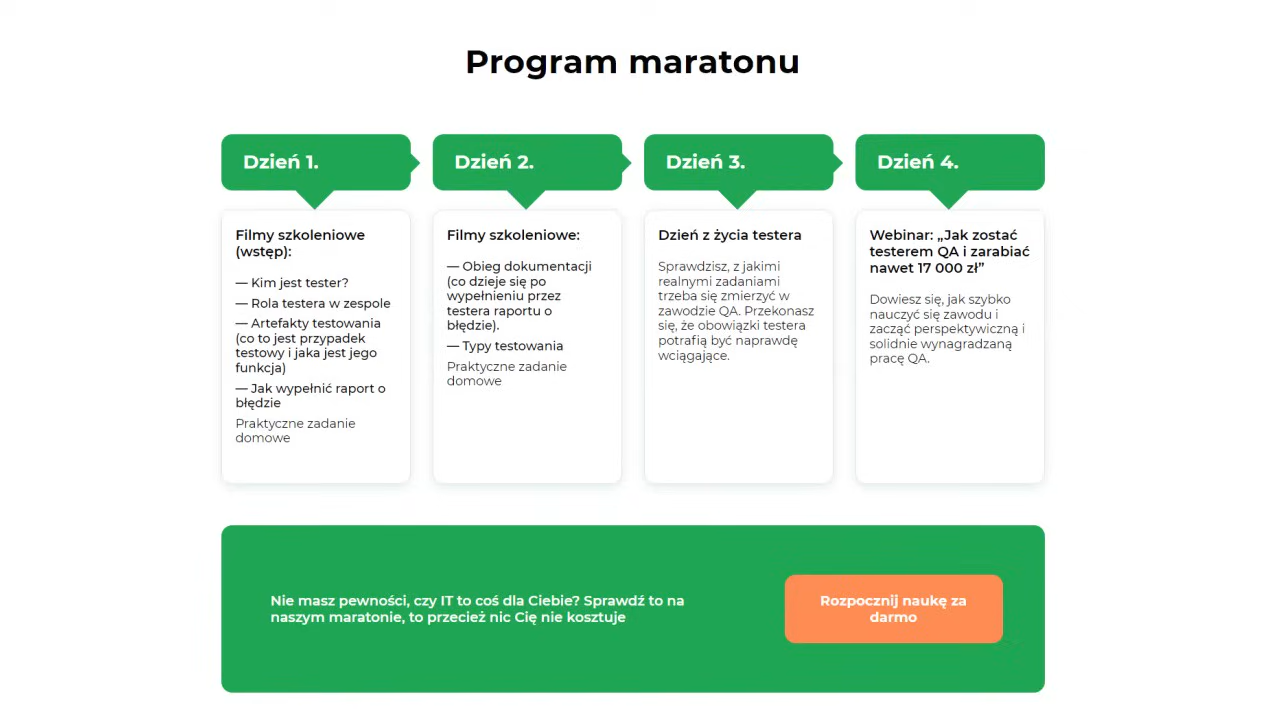 Program maratonu
Dzień 1.
Filmy szkoleniowe
(wstęp):
— Kim jest tester?
— Rola testera w zespole
— Artefakty testowania
(co to jest przypadek
testowy i jaka jest jego
funkcja)
— Jak wypełnić raport o
błędzie
Praktyczne zadanie
domowe
Dzień 2.
Filmy szkoleniowe:
— Obieg dokumentacji
(co dzieje się po
wypełnieniu przez
testera raportu o
błędzie).
— Typy testowania
Praktyczne zadanie
domowe
Dzień 3.
Dzień z życia testera
Sprawdzisz, z jakimi
realnymi zadaniami
trzeba się zmierzyć w
zawodzie QA. Przekonasz
się, że obowiązki testera
potrafią być naprawdę
wciągające.
Dzień 4.
Webinar: „Jak zostać
testerem QA i zarabiać
nawet 17 000 zł”
Dowiesz się, jak szybko
nauczyć się zawodu i
zacząć perspektywiczną i
solidnie wynagradzaną
pracę QA.
Nie masz pewności, czy IT to coś dla Ciebie? Sprawdź to na
naszym maratonie, to przecież nic Cię nie kosztuje
Rozpocznij naukę za
darmo